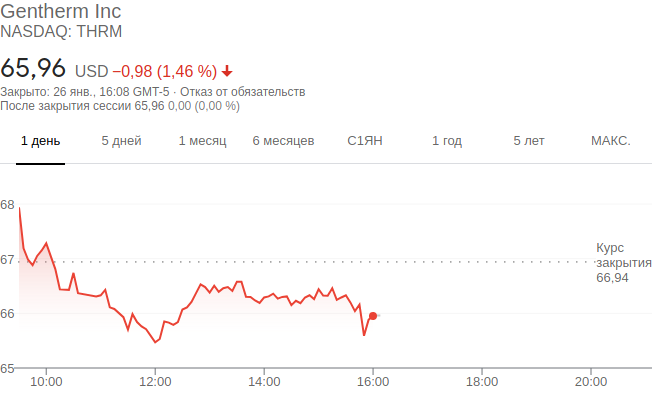 Gentherm Inc
NASDAQ: THRM
65,96 USD −0,98 (1,46 %)
Закрыто: 26 янв., 16:08 GMT-5 · Отказ от обязательств
После закрытия сессии 65,96 0,00 (0,00 %)
1 день 5 дней 1 месяц 6 месяцев С1ЯН 1 год 5 лет МАКС.
68
67
66
65
Курс
закрытия
66,94
10:00 12:00 14:00 16:00 18:00 20:00